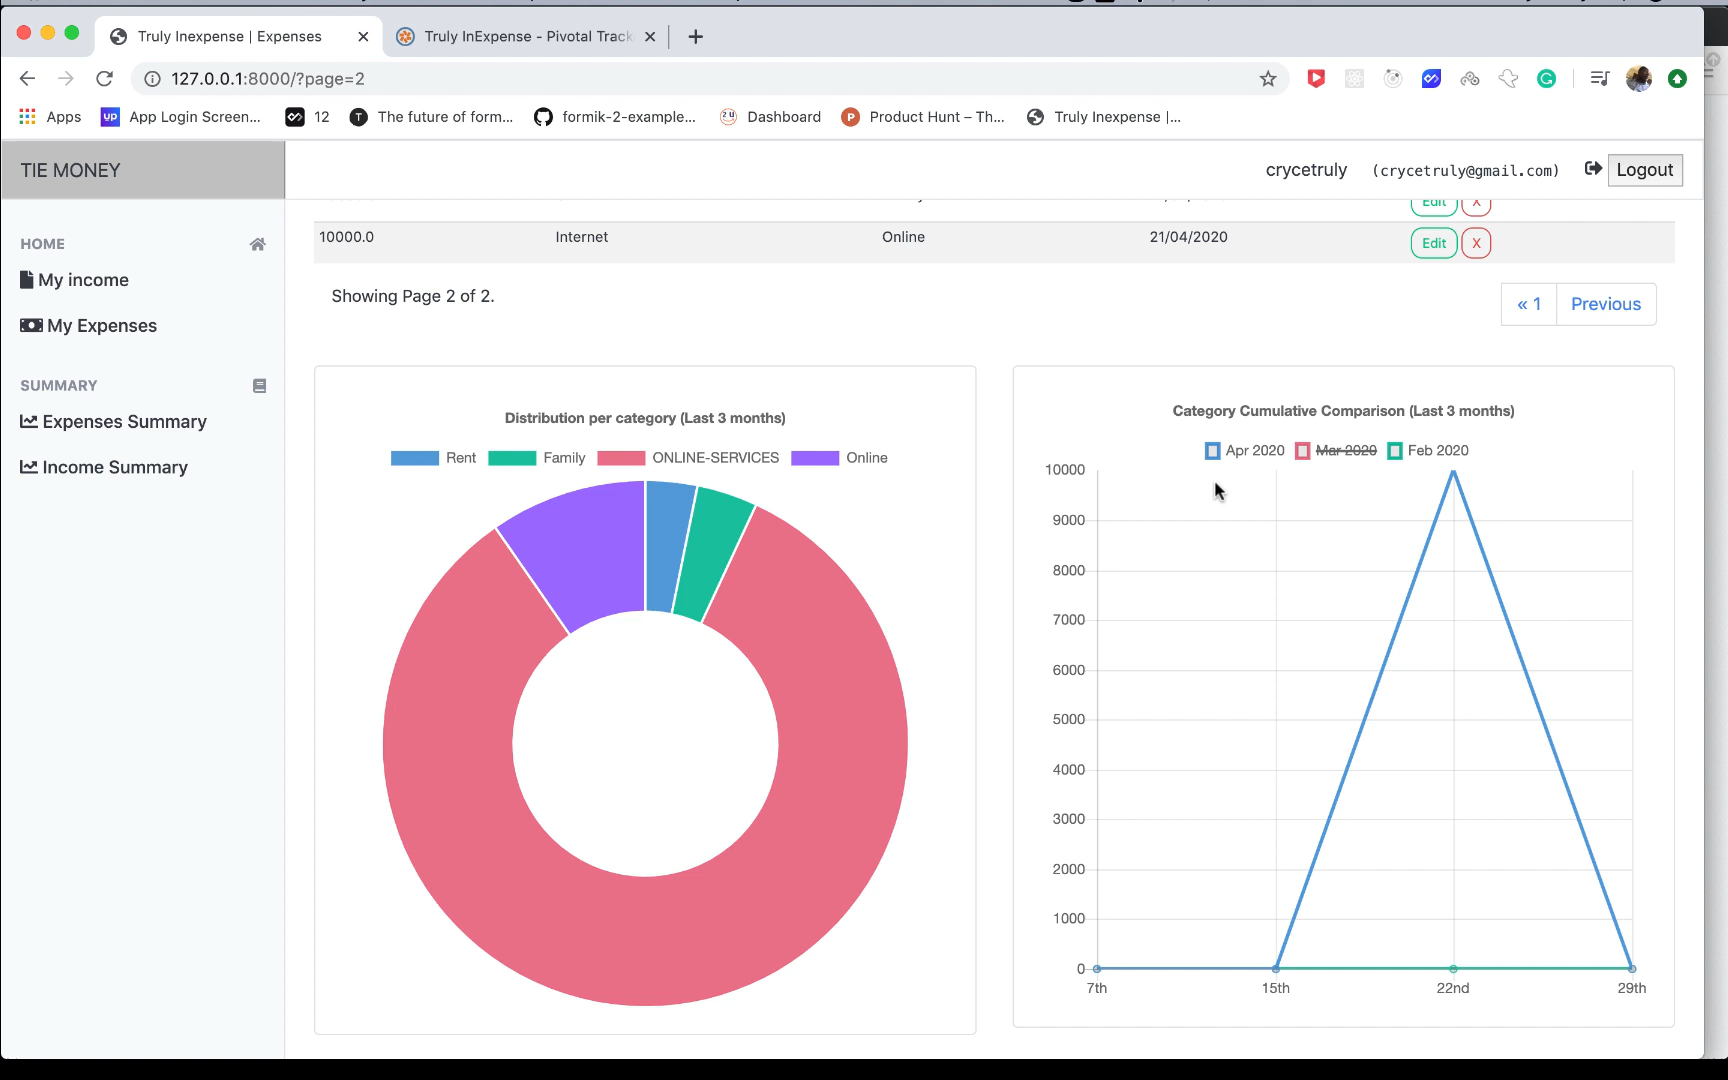 Truly Inexpense | Expenses
Truly InExpense - Pivotal Track
127.0.0.1:8000/?page=2
Apps
UP
App Login Screen...
12
T
The future of form...
formik-2-example...
2U
Dashboard
P
Product Hunt – Th...
Truly Inexpense |...
TIE MONEY
crycetruly
(crycetruly@gmail.com)
Logout
HOME
My income
My Expenses
SUMMARY
Expenses Summary
Income Summary
Edit
X
10000.0
Internet
Online
21/04/2020
Edit
X
Showing Page 2 of 2.
« 1
Previous
Distribution per category (Last 3 months)
Rent
Family
ONLINE-SERVICES
Online
Category Cumulative Comparison (Last 3 months)
Apr 2020
Mar 2020
Feb 2020
10000
9000
8000
7000
6000
5000
4000
3000
2000
1000
0
7th
15th
22nd
29th